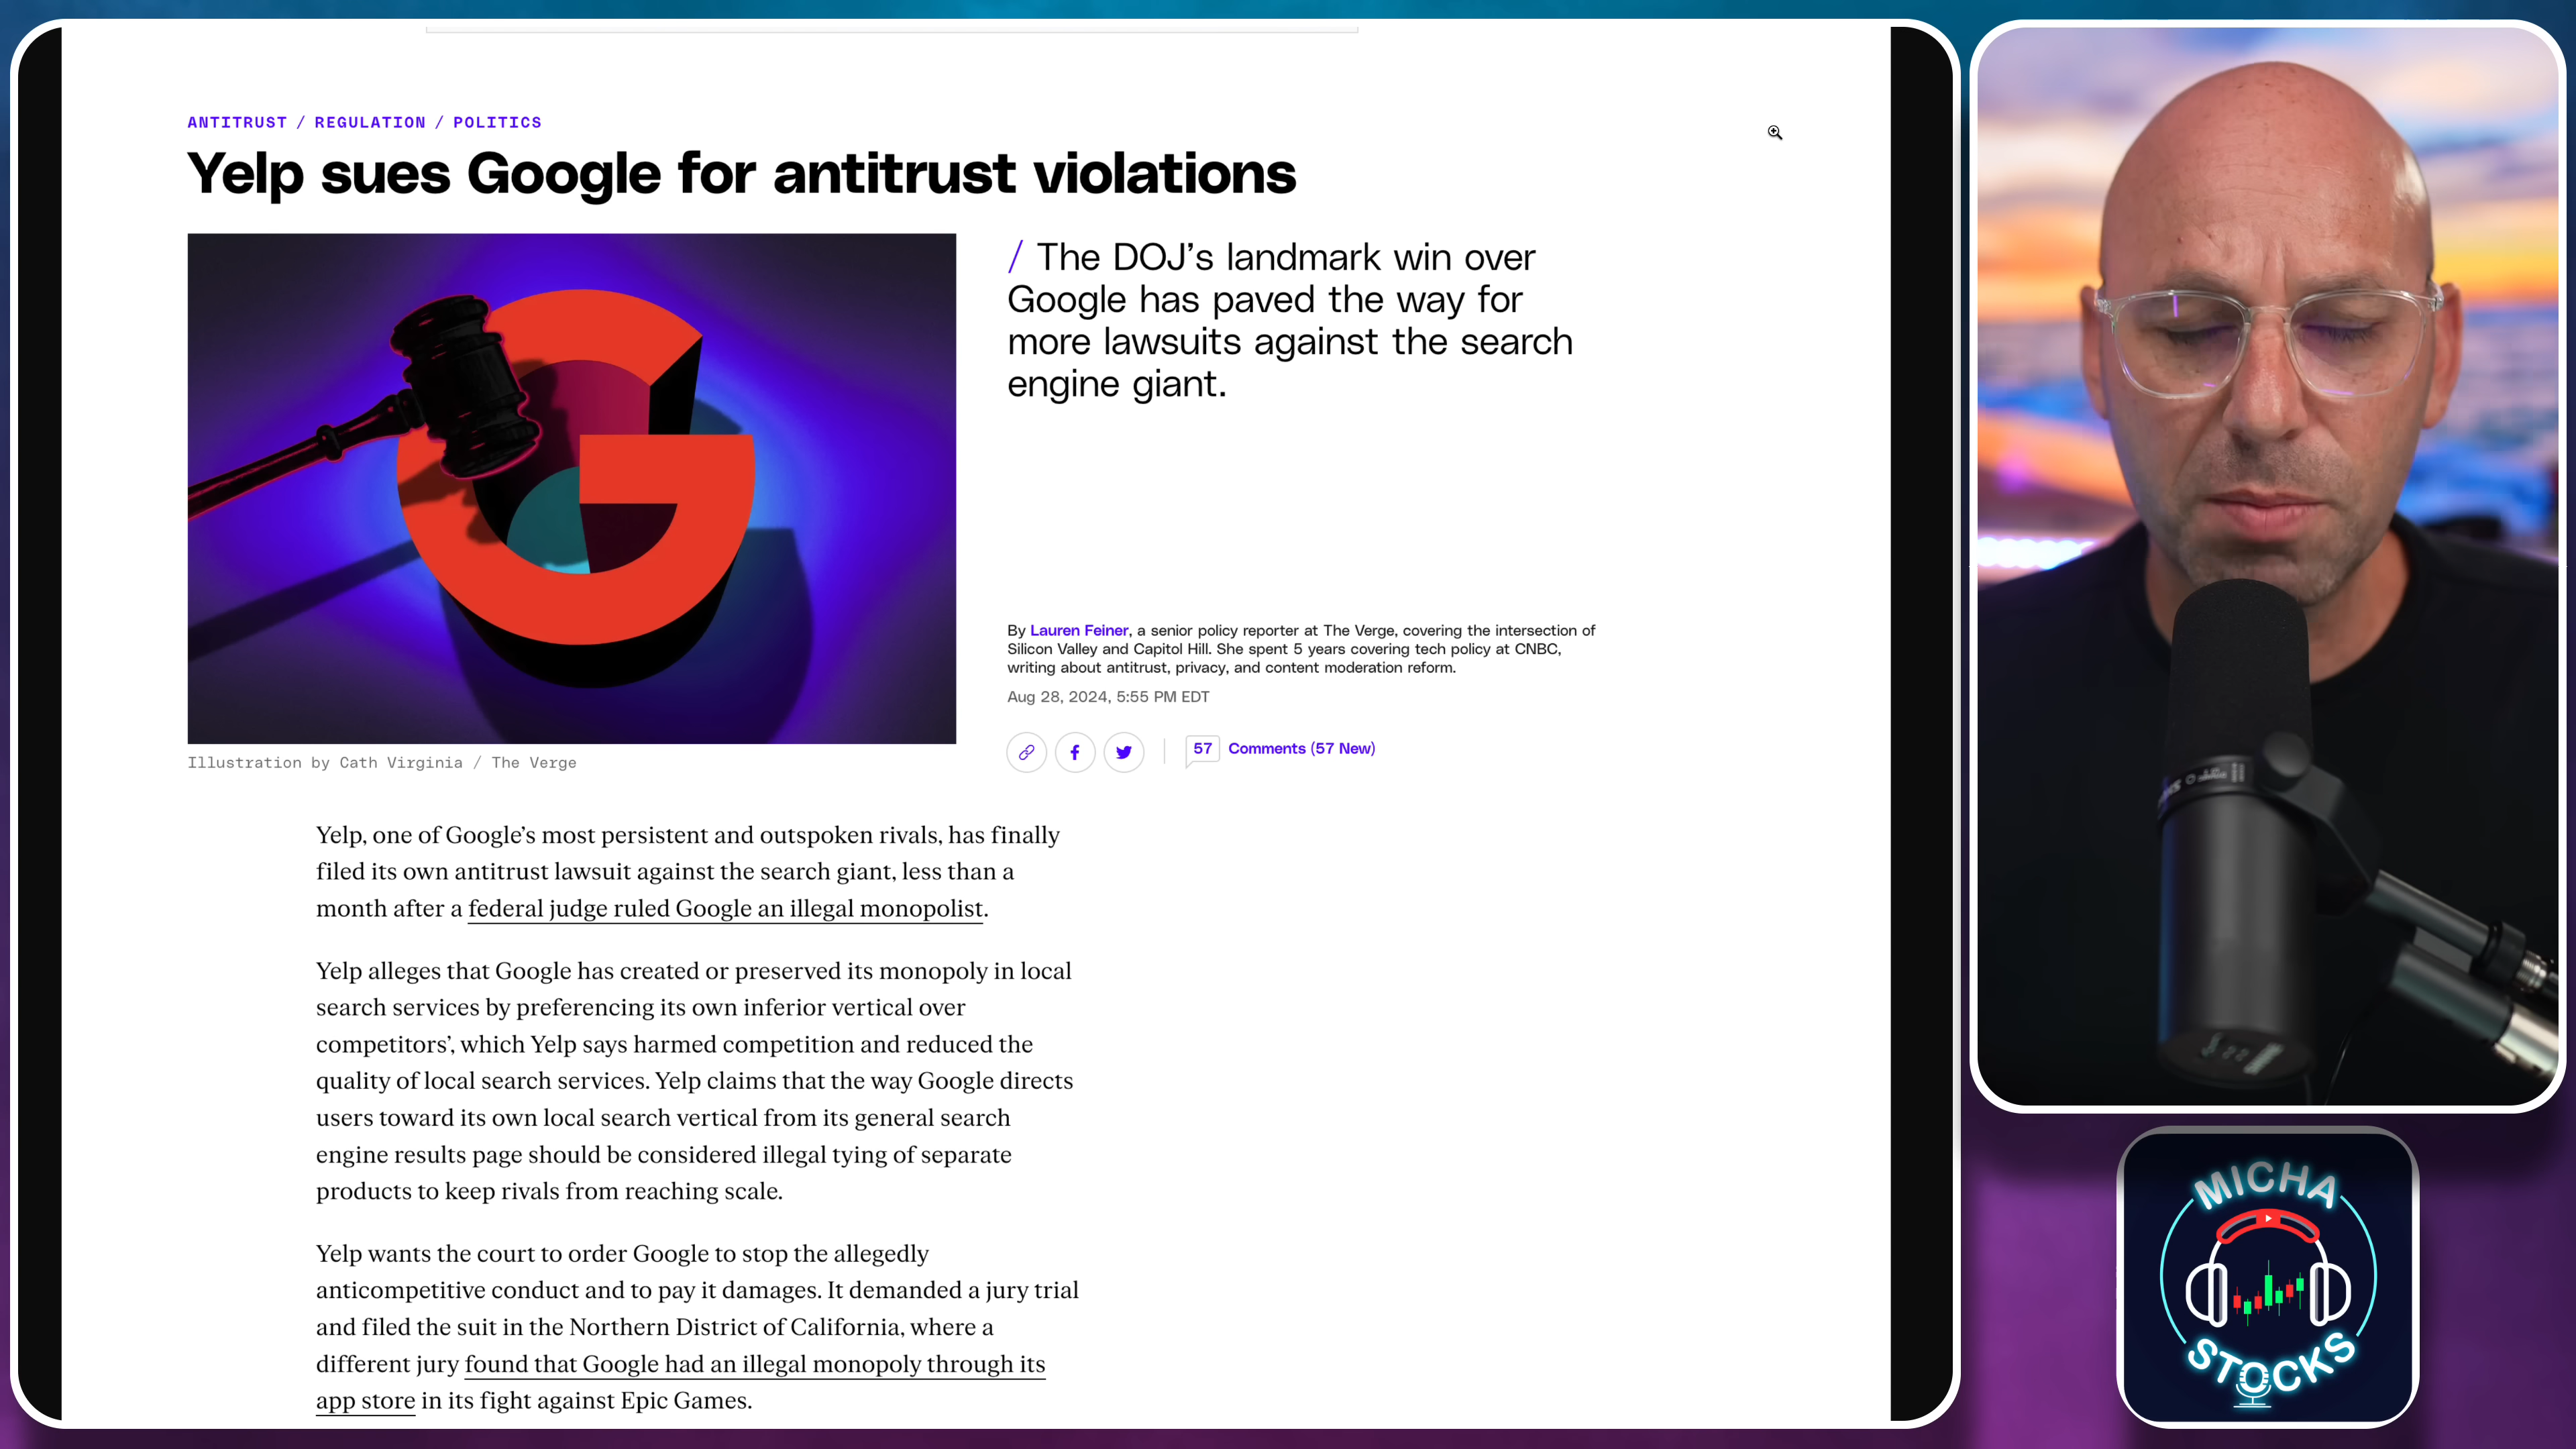 ANTITRUST / REGULATION / POLITICS
Yelp sues Google for antitrust violations
/ The DOJ’s landmark win over
Google has paved the way for
more lawsuits against the search
engine giant.
By Lauren Feiner, a senior policy reporter at The Verge, covering the intersection of
Silicon Valley and Capitol Hill. She spent 5 years covering tech policy at CNBC,
writing about antitrust, privacy, and content moderation reform.
Aug 28, 2024, 5:55 PM EDT
57 Comments (57 New)
Illustration by Cath Virginia / The Verge
Yelp, one of Google’s most persistent and outspoken rivals, has finally
filed its own antitrust lawsuit against the search giant, less than a
month after a federal judge ruled Google an illegal monopolist.
Yelp alleges that Google has created or preserved its monopoly in local
search services by preferencing its own inferior vertical over
competitors’, which Yelp says harmed competition and reduced the
quality of local search services. Yelp claims that the way Google directs
users toward its own local search vertical from its general search
engine results page should be considered illegal tying of separate
products to keep rivals from reaching scale.
Yelp wants the court to order Google to stop the allegedly
anticompetitive conduct and to pay it damages. It demanded a jury trial
and filed the suit in the Northern District of California, where a
different jury found that Google had an illegal monopoly through its
app store in its fight against Epic Games.
MICHA
STOCKS